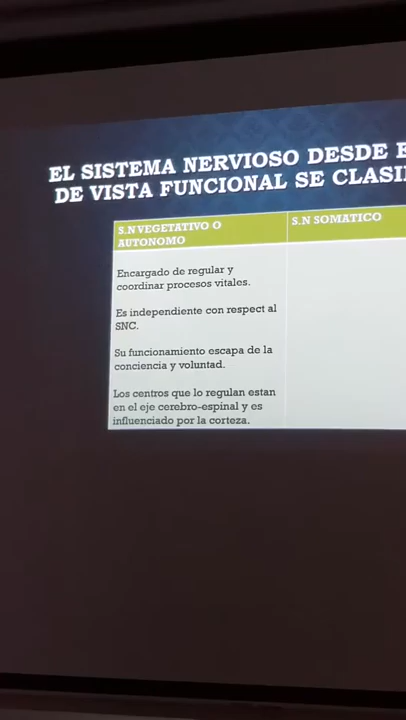 EL SISTEMA NERVIOSO DESDE
DE VISTA FUNCIONAL SE
S.N VEGETATIVO O
AUTONOMO
S.N SOMATICO
Encargado de regular y
coordinar procesos vitales.
Es independiente con respect al
SNC.
Su funcionamiento escapa de la
conciencia y voluntad.
Los centros que lo regulan estan
en el eje cerebro-espinal y es
influenciado por la corteza.